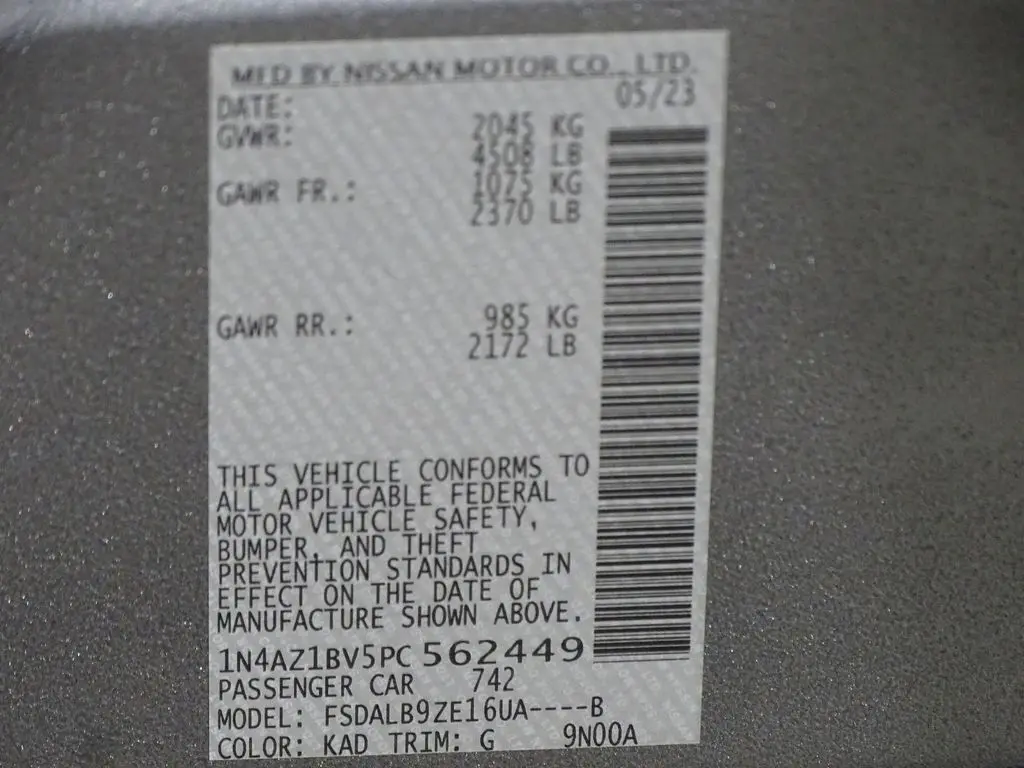 MFD BY NISSAN MOTOR CO., LTD.
DATE: 05/23
GVWR: 2045 KG
4508 LB
GAWR FR.: 1075 KG
2370 LB
GAWR RR.: 985 KG
2172 LB
THIS VEHICLE CONFORMS TO
ALL APPLICABLE FEDERAL
MOTOR VEHICLE SAFETY,
BUMPER, AND THEFT
PREVENTION STANDARDS IN
EFFECT ON THE DATE OF
MANUFACTURE SHOWN ABOVE.
1N4AZ1BV5PC562449
PASSENGER CAR 742
MODEL: FSDALB9ZE16UA----B
COLOR: KAD TRIM: G 9N00A